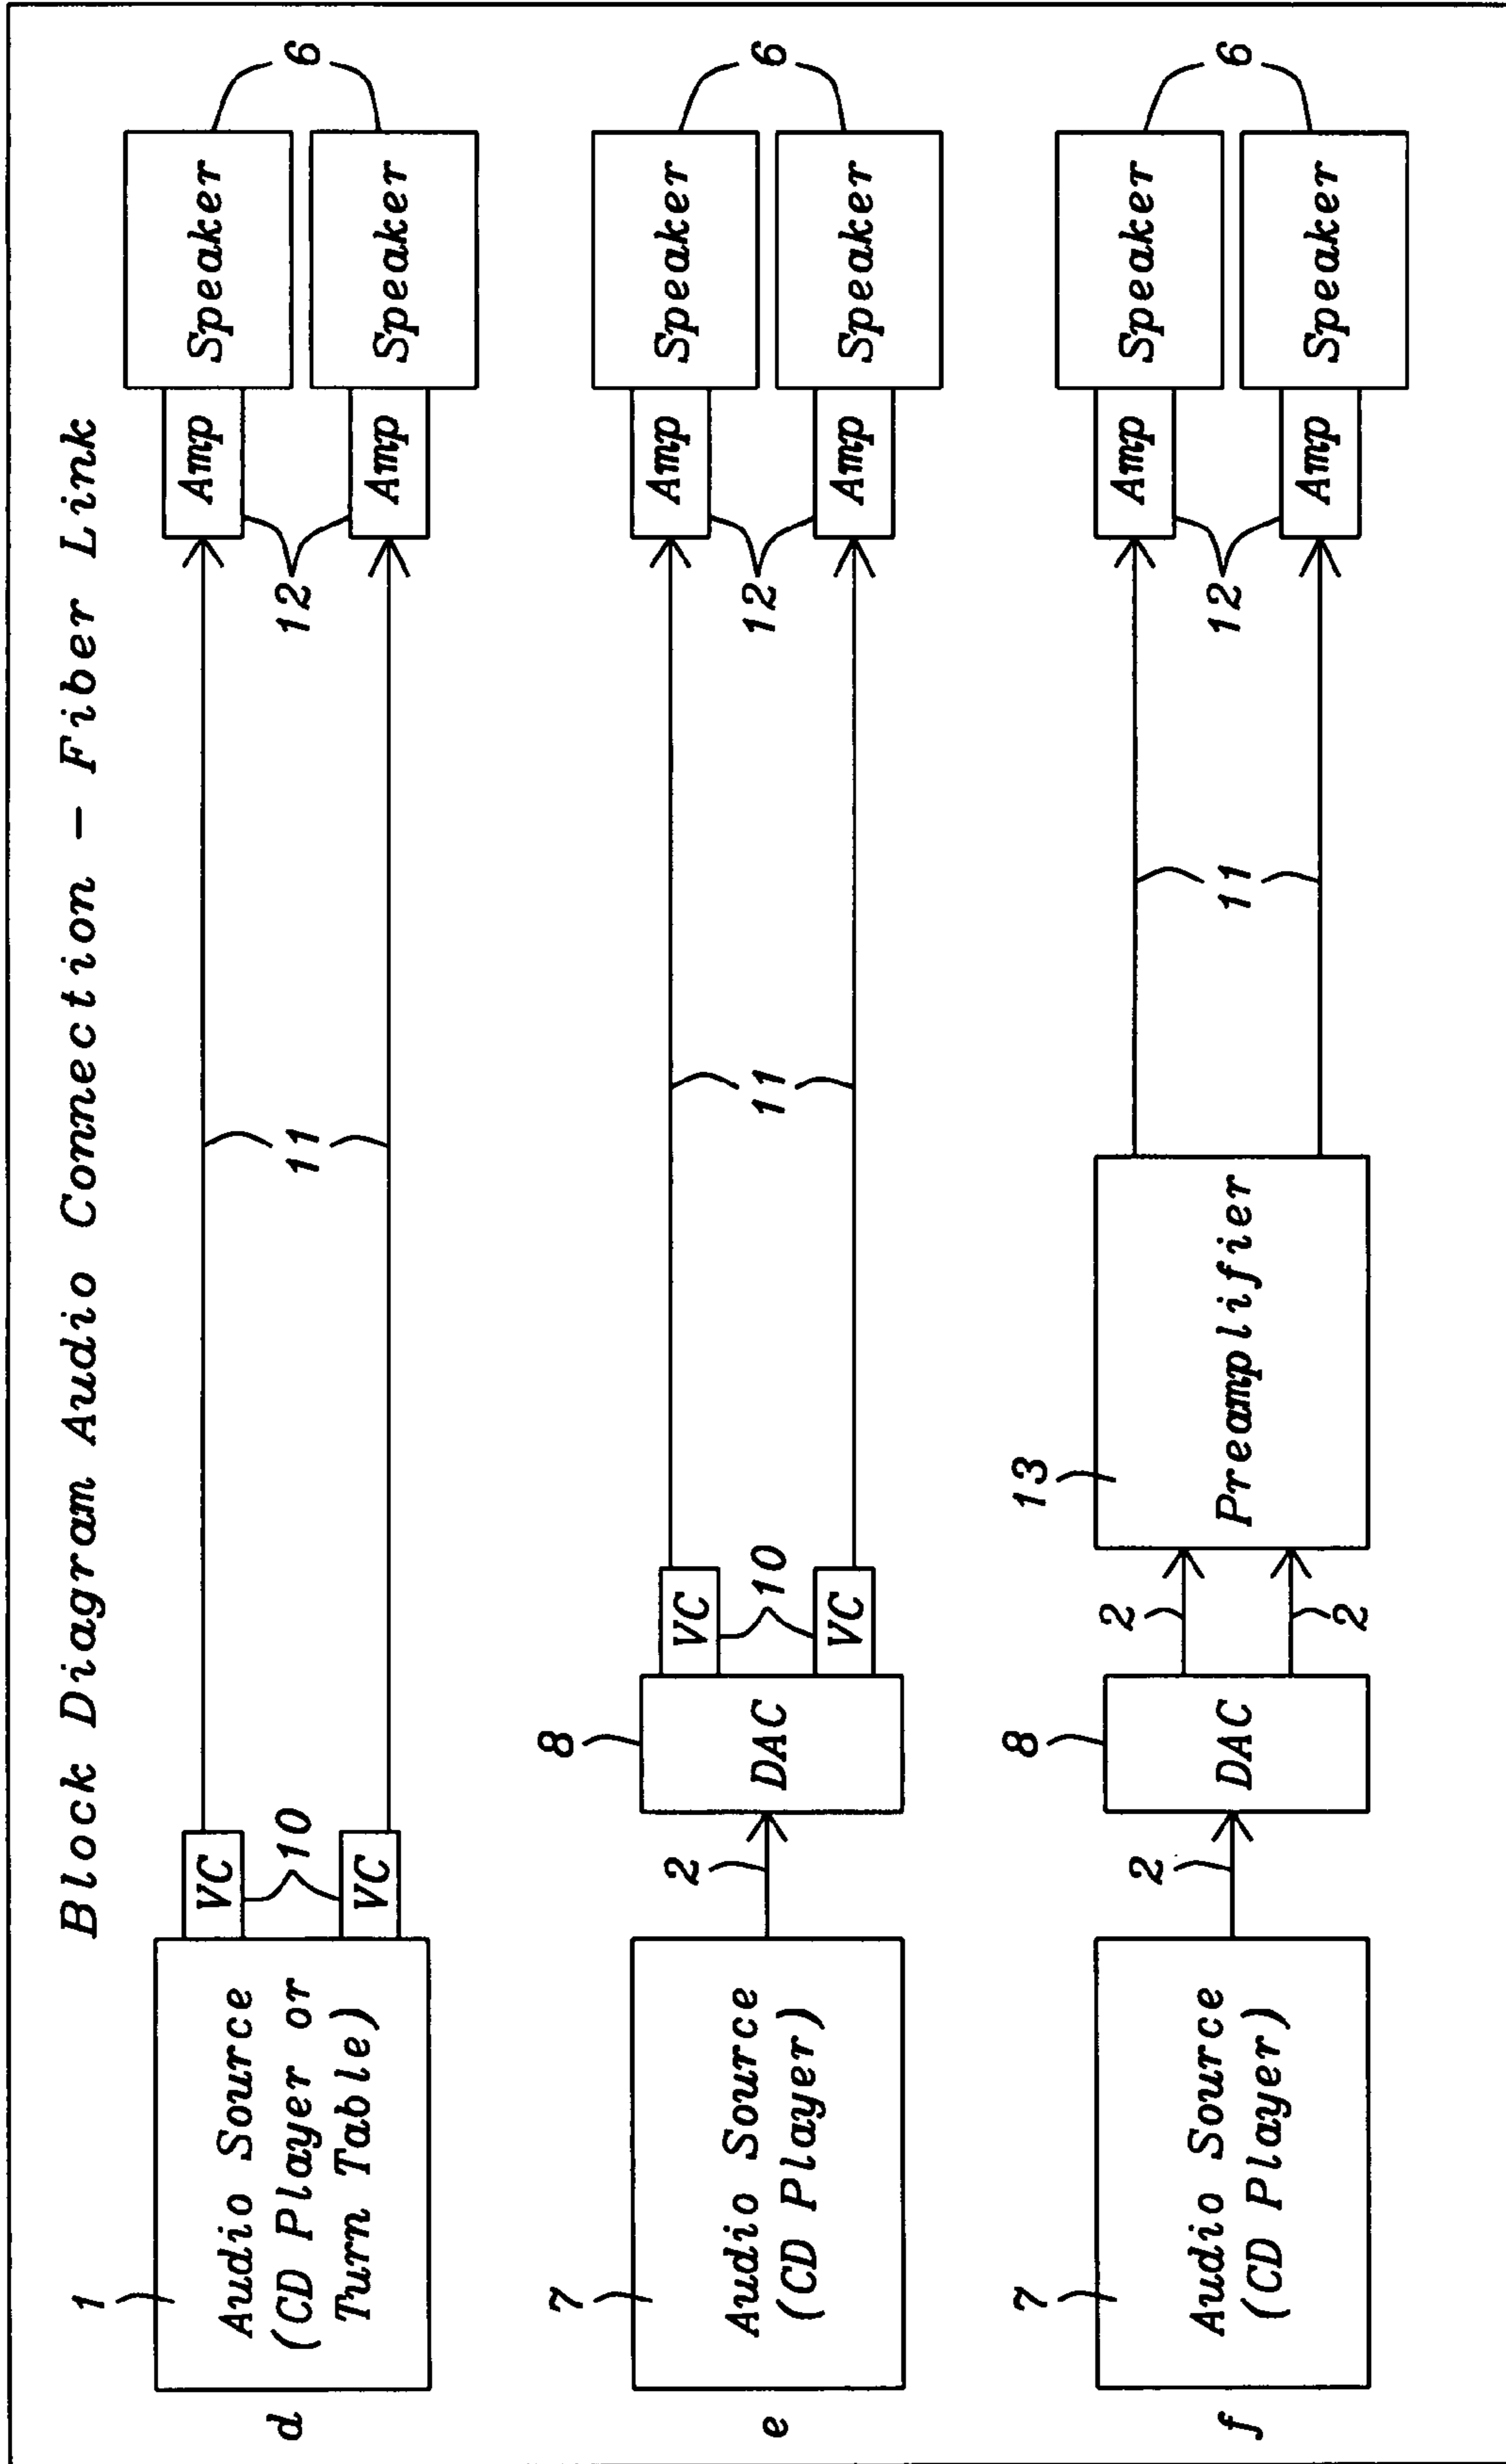 Block Diagram Audio Connection - Fiber Link
d
1
Audio Source
(CD Player or
Turn Table)
VC
VC
10
11
12
Amp
Amp
Speaker
Speaker
6
e
7
Audio Source
(CD Player)
2
8
DAC
VC
VC
10
11
12
Amp
Amp
Speaker
Speaker
6
f
7
Audio Source
(CD Player)
2
8
DAC
2
2
13
Preamplifier
11
12
Amp
Amp
Speaker
Speaker
6